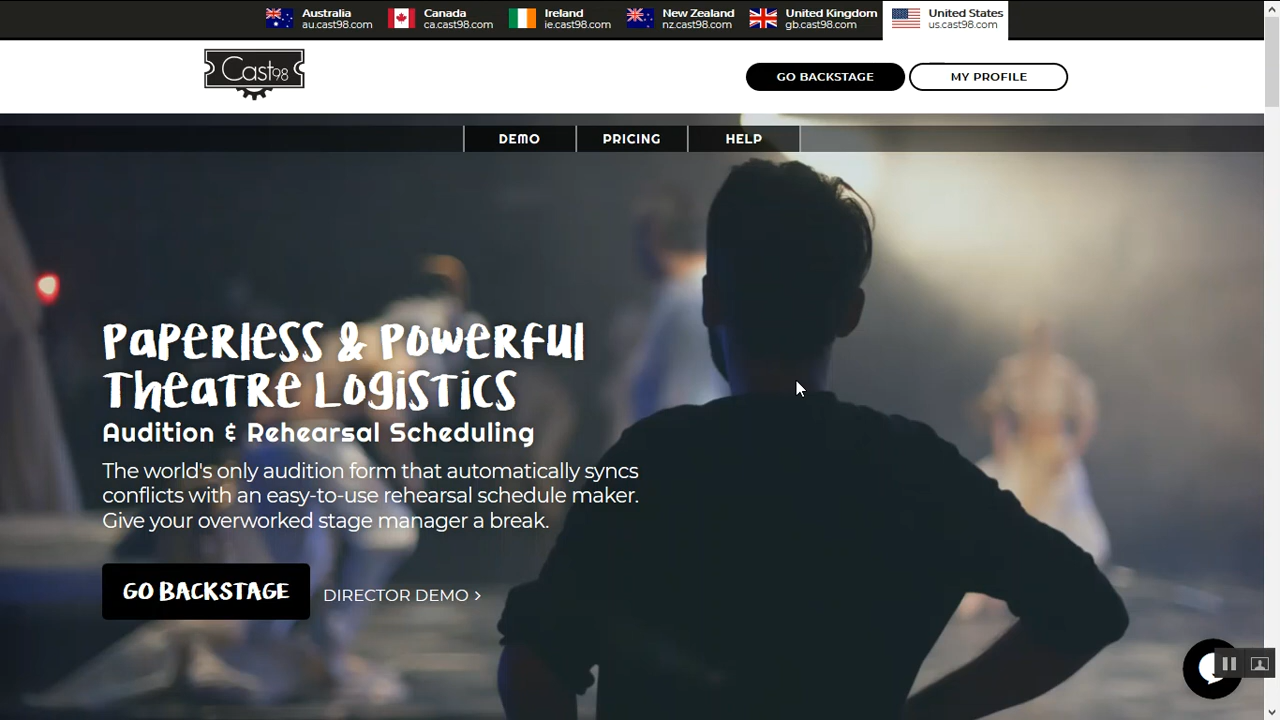 Australia
au.cast98.com
Canada
ca.cast98.com
Ireland
ie.cast98.com
New Zealand
nz.cast98.com
United Kingdom
gb.cast98.com
United States
us.cast98.com
Cast98
GO BACKSTAGE
MY PROFILE
DEMO
PRICING
HELP
Paperless & Powerful
Theatre Logistics
Audition & Rehearsal Scheduling
The world's only audition form that automatically syncs
conflicts with an easy-to-use rehearsal schedule maker.
Give your overworked stage manager a break.
GO BACKSTAGE
DIRECTOR DEMO >